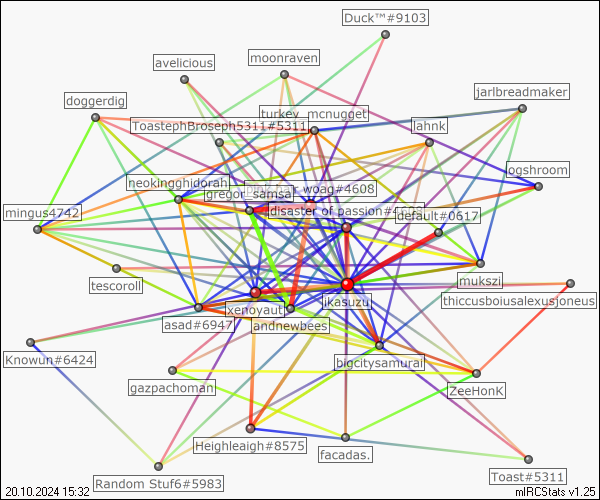 Duck™#9103
moonraven
avelicious
jarlbreadmaker
doggerdig
turkey_mcnugget
ToastephBroseph5311#5311
lahnk
ogshroom
neokingghidorah
woag#4608
gregor_samsa
disaster of passion#
mingus4742
default#0617
mukszi
tescoroll
thiccusboiusalexusjoneus
xenoyaut
ikasuzu
asad#6947
andnewbees
Knowun#6424
bigcitysamurai
gazpachoman
ZeeHonK
Heighleaigh#8575
facadas.
Random Stuf6#5983
Toast#5311
20.10.2024 15:32
mIRCStats v1.25